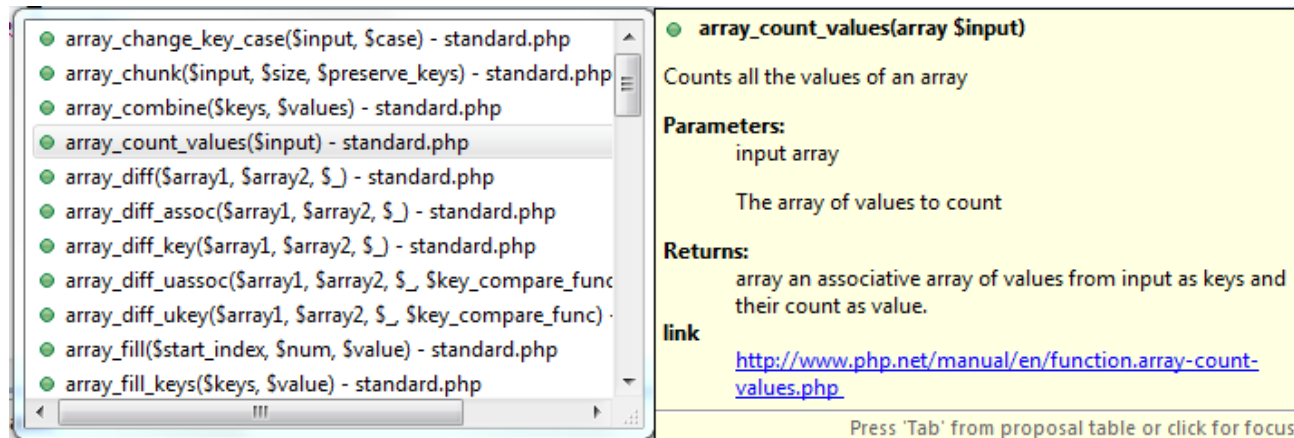 array_change_key_case($input, $case) - standard.php
array_chunk($input, $size, $preserve_keys) - standard.php
array_combine($keys, $values) - standard.php
array_count_values($input) - standard.php
array_diff($array1, $array2, $_) - standard.php
array_diff_assoc($array1, $array2, $_) - standard.php
array_diff_key($array1, $array2, $_) - standard.php
array_diff_uassoc($array1, $array2, $_, $key_compare_func
array_diff_ukey($array1, $array2, $_, $key_compare_func) -
array_fill($start_index, $num, $value) - standard.php
array_fill_keys($keys, $value) - standard.php
array_count_values(array $input)
Counts all the values of an array
Parameters:
input array
The array of values to count
Returns:
array an associative array of values from input as keys and
their count as value.
link
http://www.php.net/manual/en/function.array-count-
values.php
Press 'Tab' from proposal table or click for focus